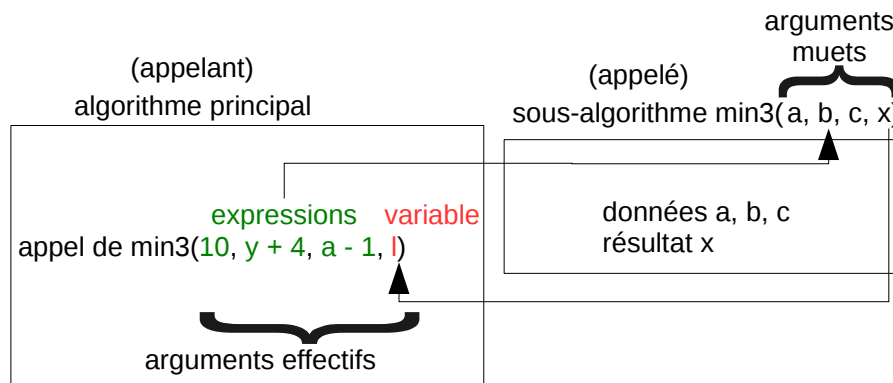 (appelant)
algorithme principal
expressions variable
appel de min3(10, y + 4, a - 1, l)
arguments effectifs
arguments
muets
(appelé)
sous-algorithme min3(a, b, c, x)
données a, b, c
résultat x